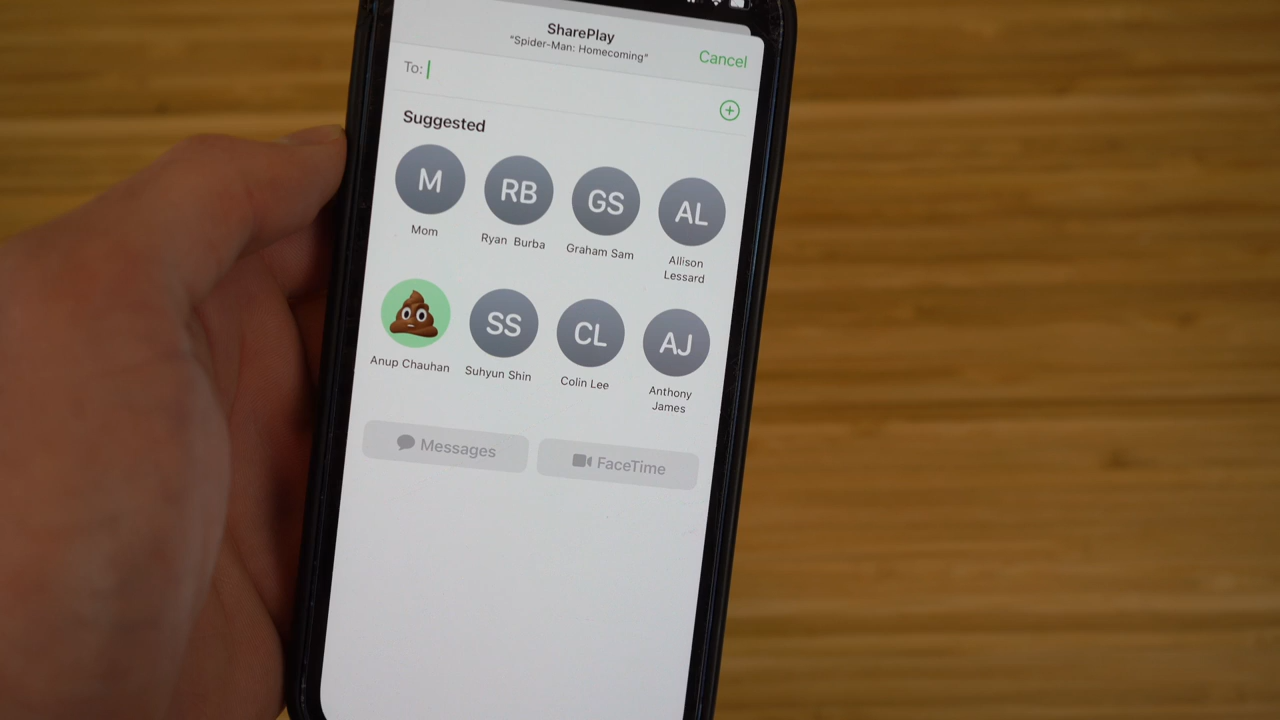 SharePlay
"Spider-Man: Homecoming"
Cancel
To:
Suggested
M
RB
GS
AL
Mom
Ryan Burba
Graham Sam
Allison
Lessard
SS
CL
AJ
Anup Chauhan
Suhyun Shin
Colin Lee
Anthony
James
Messages
FaceTime